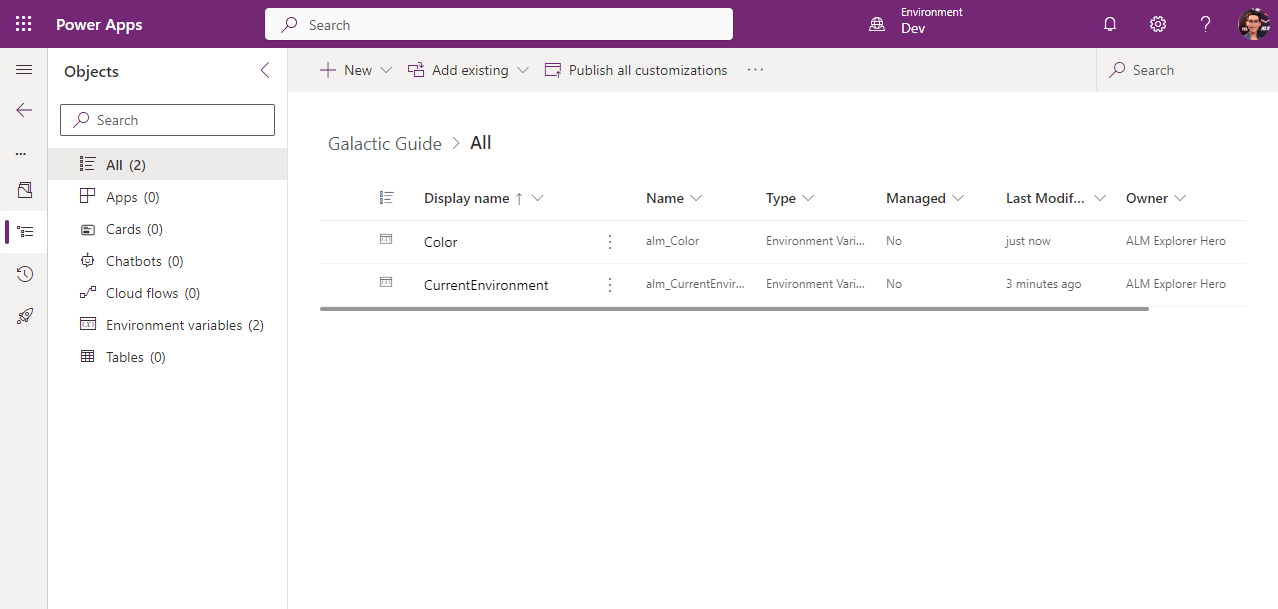 Power Apps
Search
Environment
Dev
?
Objects
New
Add existing
Publish all customizations
...
Search
Search
...
All (2)
Apps (0)
Cards (0)
Chatbots (0)
Cloud flows (0)
Environment variables (2)
Tables (0)
Galactic Guide > All
Display name ↑ Name Type Managed Last Modif... Owner
Color alm_Color Environment Vari... No just now ALM Explorer Hero
CurrentEnvironment alm_CurrentEnvir... Environment Vari... No 3 minutes ago ALM Explorer Hero